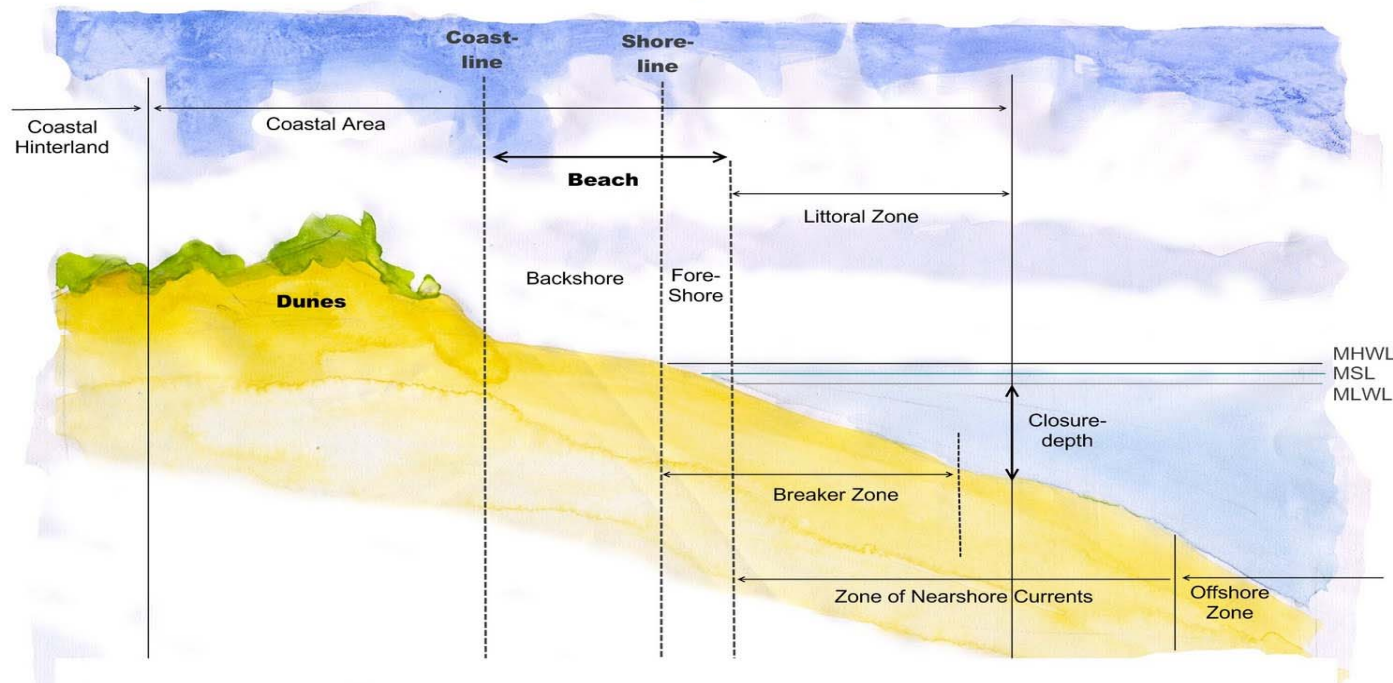 Coast-
line
Shore-
line
Coastal
Hinterland
Coastal Area
Beach
Littoral Zone
Backshore
Fore-
Shore
Dunes
MHWL
MSL
MLWL
Closure-
depth
Breaker Zone
Zone of Nearshore Currents
Offshore
Zone